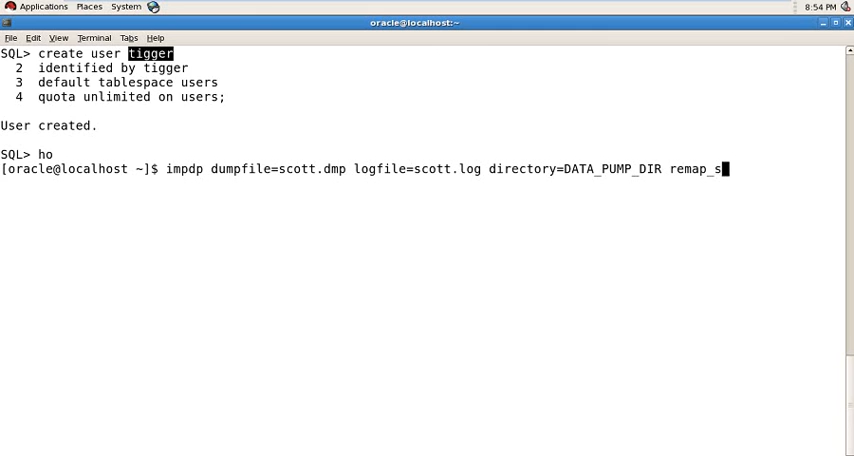 Applications Places System 8:54 PM
oracle@localhost:~
File Edit View Terminal Tabs Help
SQL> create user tigger
2 identified by tigger
3 default tablespace users
4 quota unlimited on users;
User created.
SQL> ho
[oracle@localhost ~]$ impdp dumpfile=scott.dmp logfile=scott.log directory=DATA_PUMP_DIR remap_s